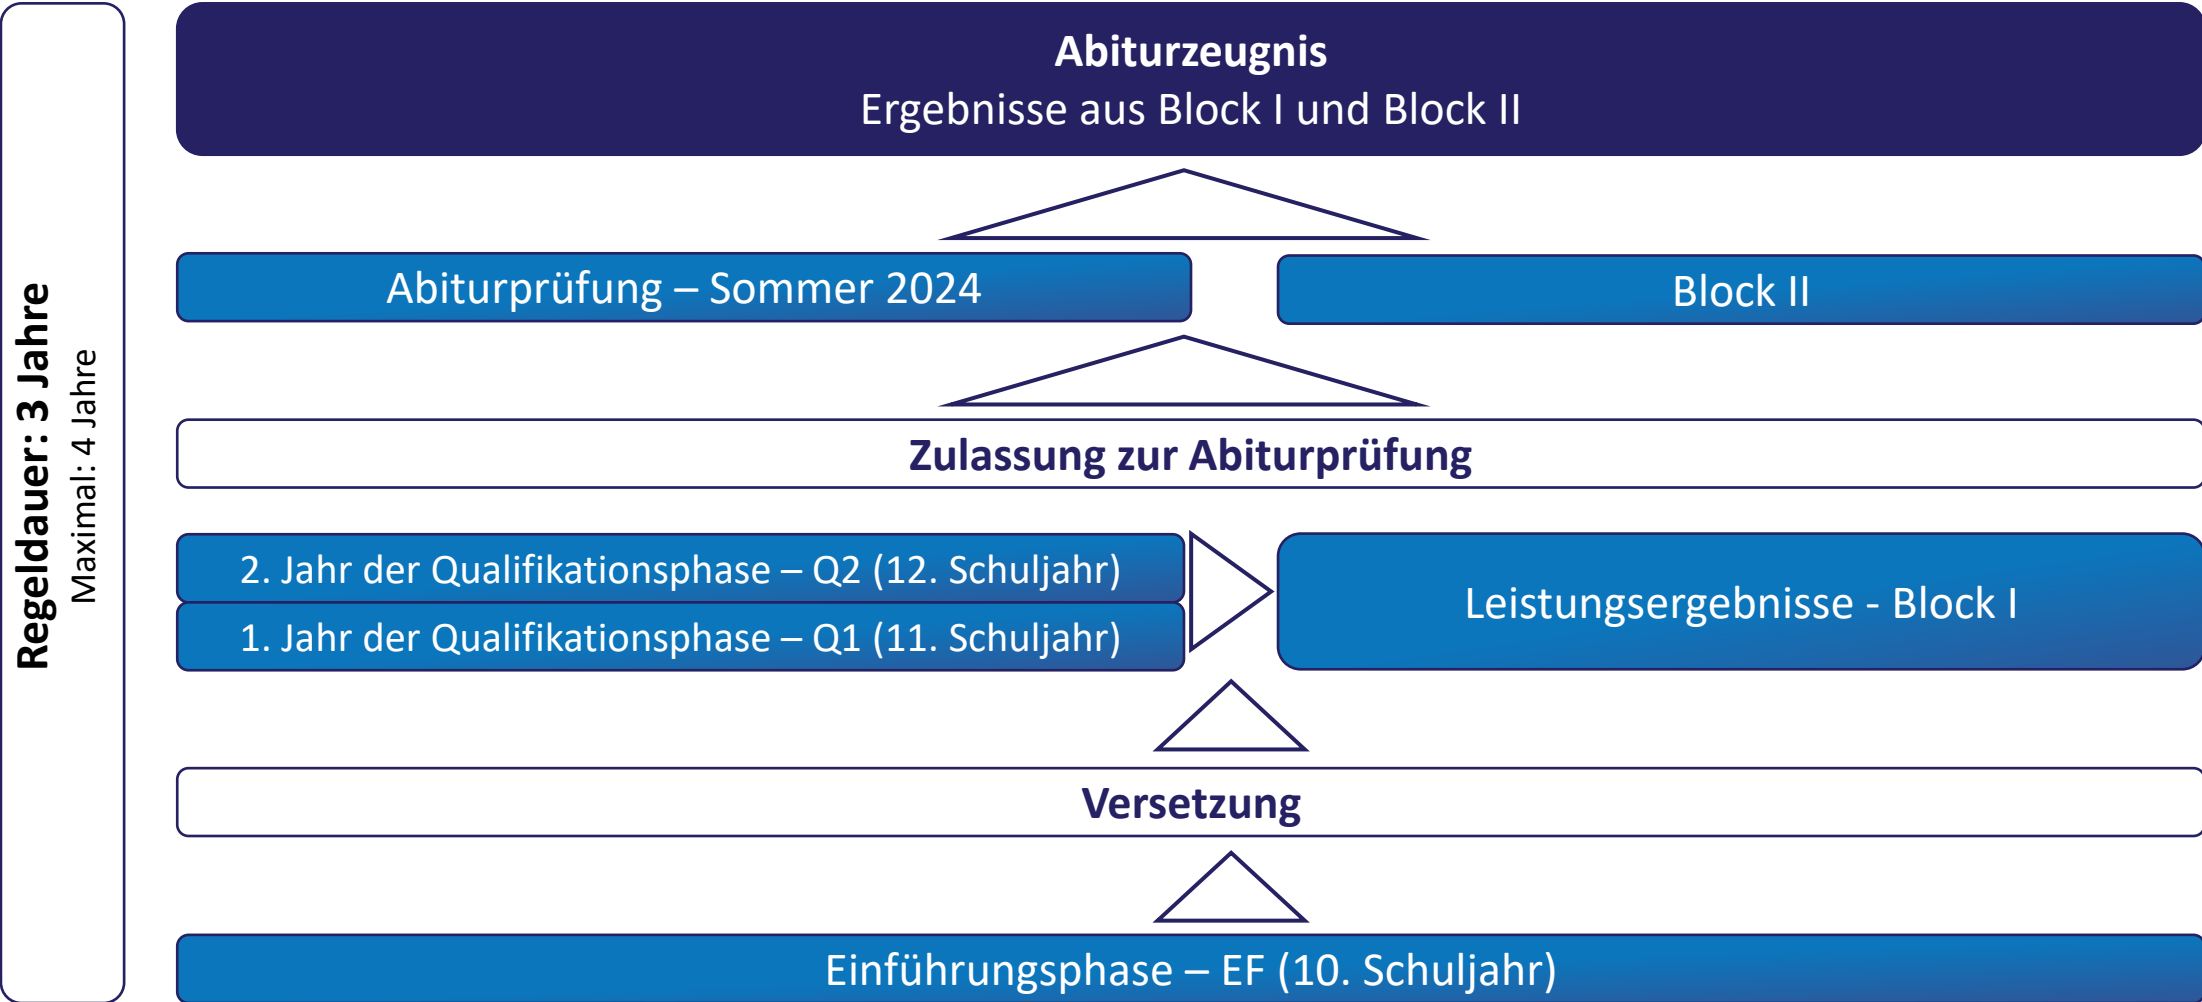 Regeldauer: 3 Jahre
Maximal: 4 Jahre
Abiturzeugnis
Ergebnisse aus Block I und Block II
Abiturprüfung – Sommer 2024
Block II
Zulassung zur Abiturprüfung
2. Jahr der Qualifikationsphase – Q2 (12. Schuljahr)
1. Jahr der Qualifikationsphase – Q1 (11. Schuljahr)
Leistungsergebnisse - Block I
Versetzung
Einführungsphase – EF (10. Schuljahr)